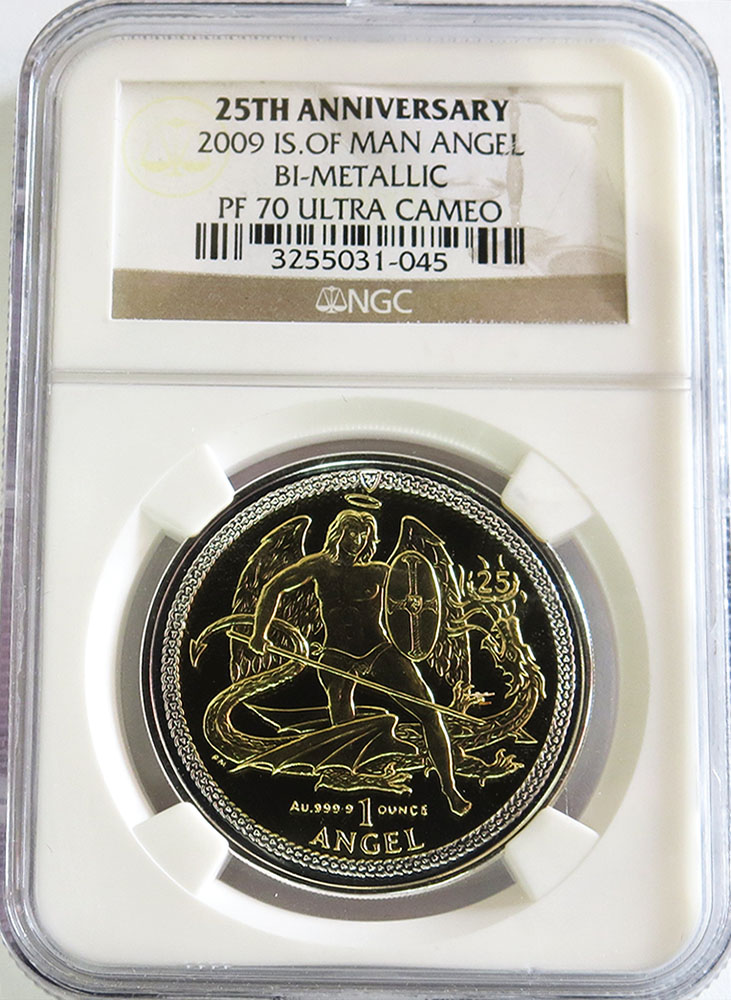 25TH ANNIVERSARY
2009 IS.OF MAN ANGEL
BI-METALLIC
PF 70 ULTRA CAMEO
3255031-045
NGC
25
Au.999·9 1 OUNCE
ANGEL